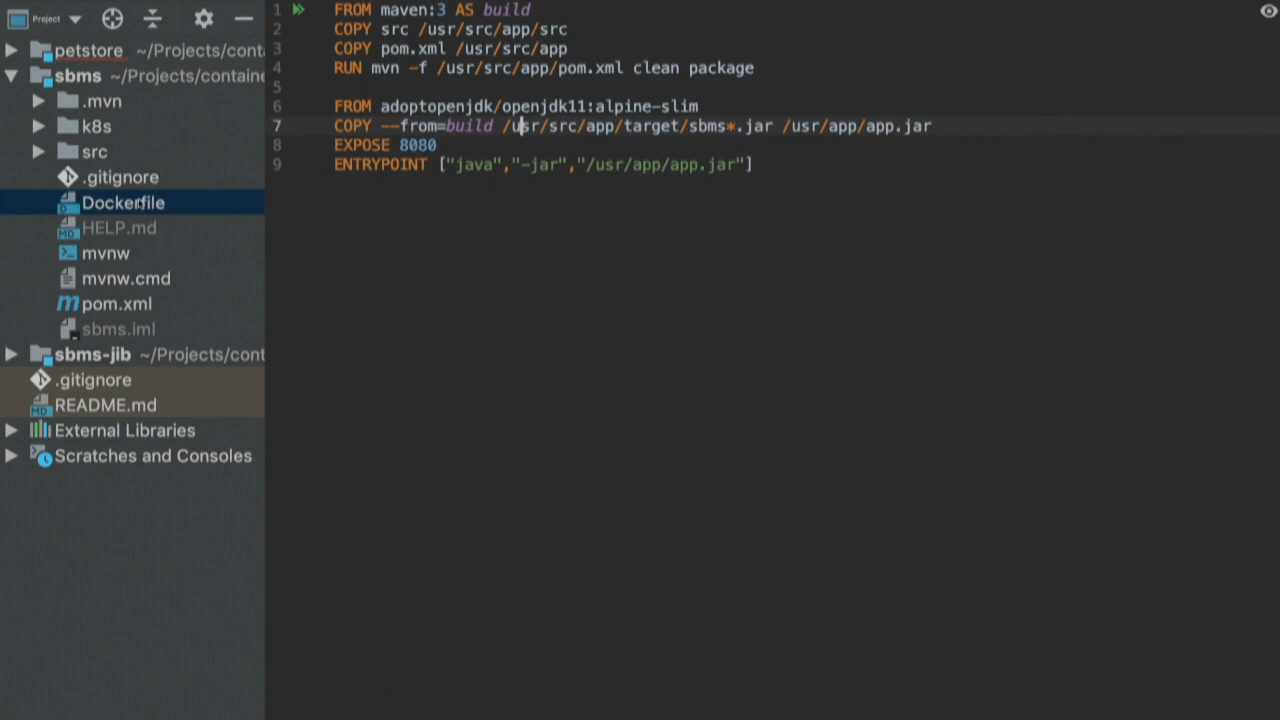 Project
petstore ~/Projects/conta
sbms ~/Projects/containe
.mvn
k8s
src
.gitignore
Dockerfile
HELP.md
mvnw
mvnw.cmd
pom.xml
sbms.iml
sbms-jib ~/Projects/cont
.gitignore
README.md
External Libraries
Scratches and Consoles
1 FROM maven:3 AS build
2 COPY src /usr/src/app/src
3 COPY pom.xml /usr/src/app
4 RUN mvn -f /usr/src/app/pom.xml clean package
5
6 FROM adoptopenjdk/openjdk11:alpine-slim
7 COPY --from=build /usr/src/app/target/sbms*.jar /usr/app/app.jar
8 EXPOSE 8080
9 ENTRYPOINT ["java","-jar","/usr/app/app.jar"]